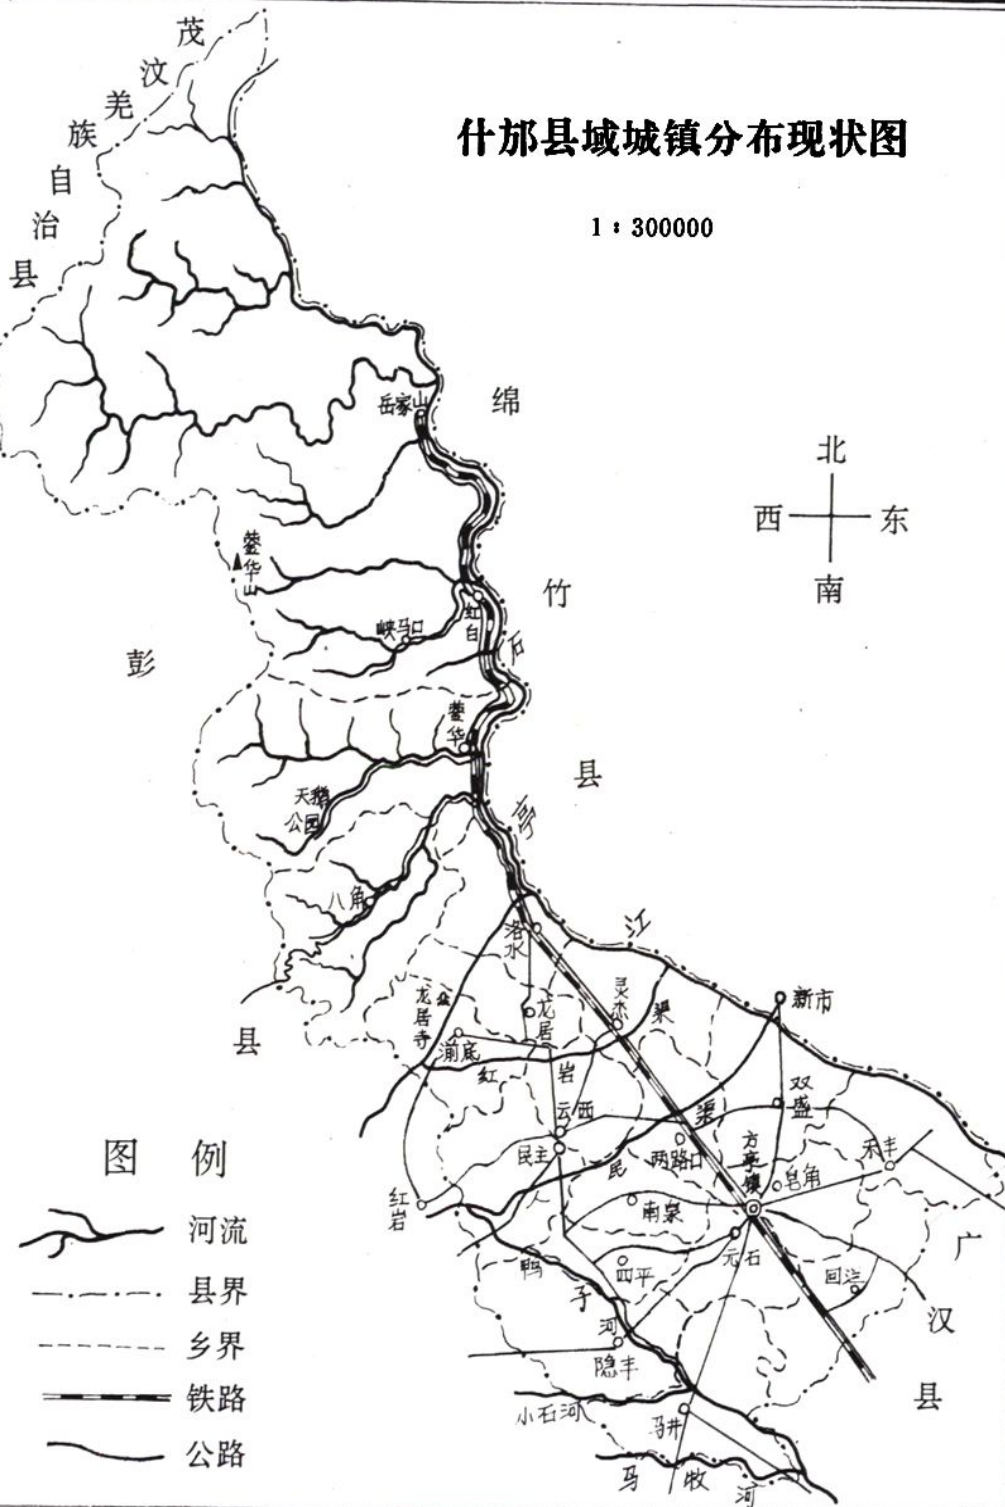 什邡县域城镇分布现状图
1：300000
茂汶羌族自治县
绵竹县
彭县
广汉县
北
西 东
南
岳家山
蓥华山
红白
峡马口
石亭江
蓥华
天鹅公园
八角
洛水
灵杰
新市
龙居寺
龙居
湔底
红岩渠
云西
双盛
民主
民渠
两路口
方亭镇
皂角
禾丰
红岩
南泉
元石
四平
回澜
鸭子河
隐丰
小石河
马井
马牧河
图例
河流
县界
乡界
铁路
公路